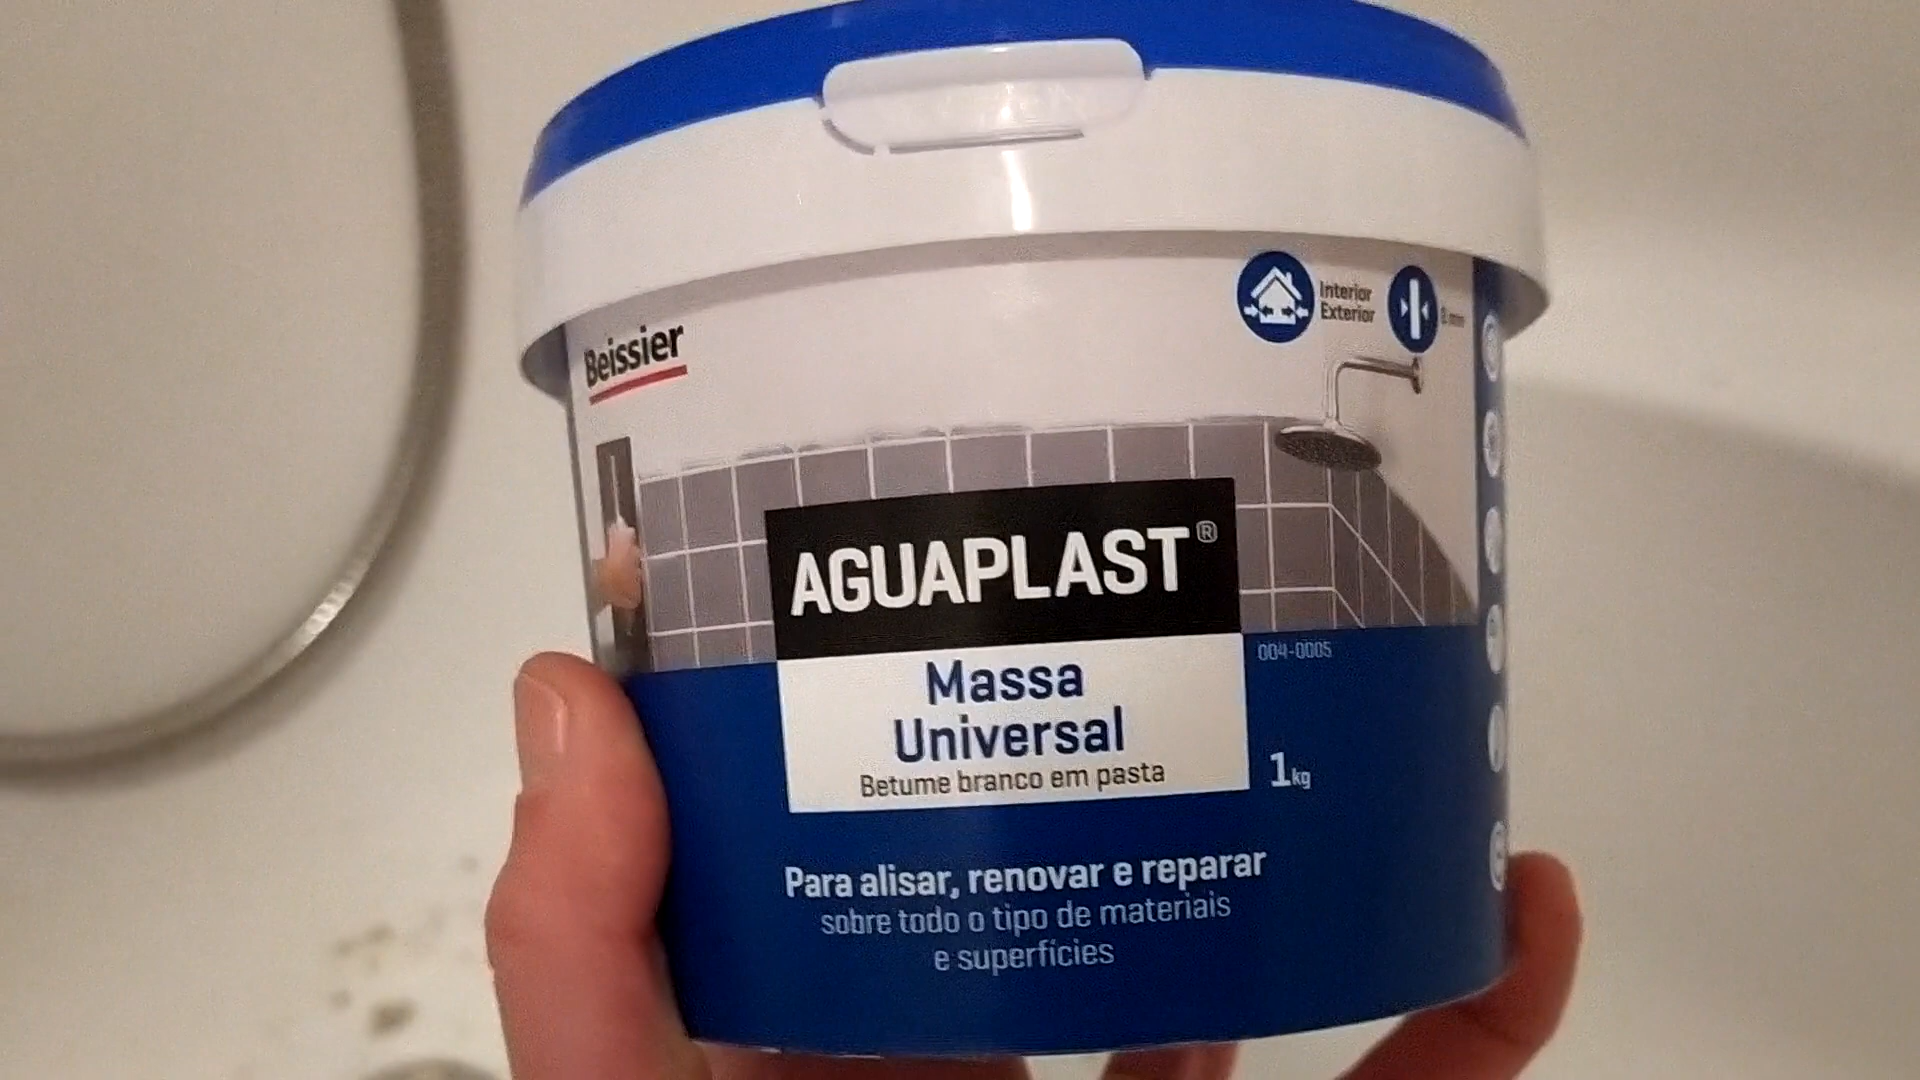 Beissier
Interior
Exterior
AGUAPLAST®
Massa
Universal
Betume branco em pasta
004-0005
1kg
Para alisar, renovar e reparar
sobre todo o tipo de materiais
e superfícies